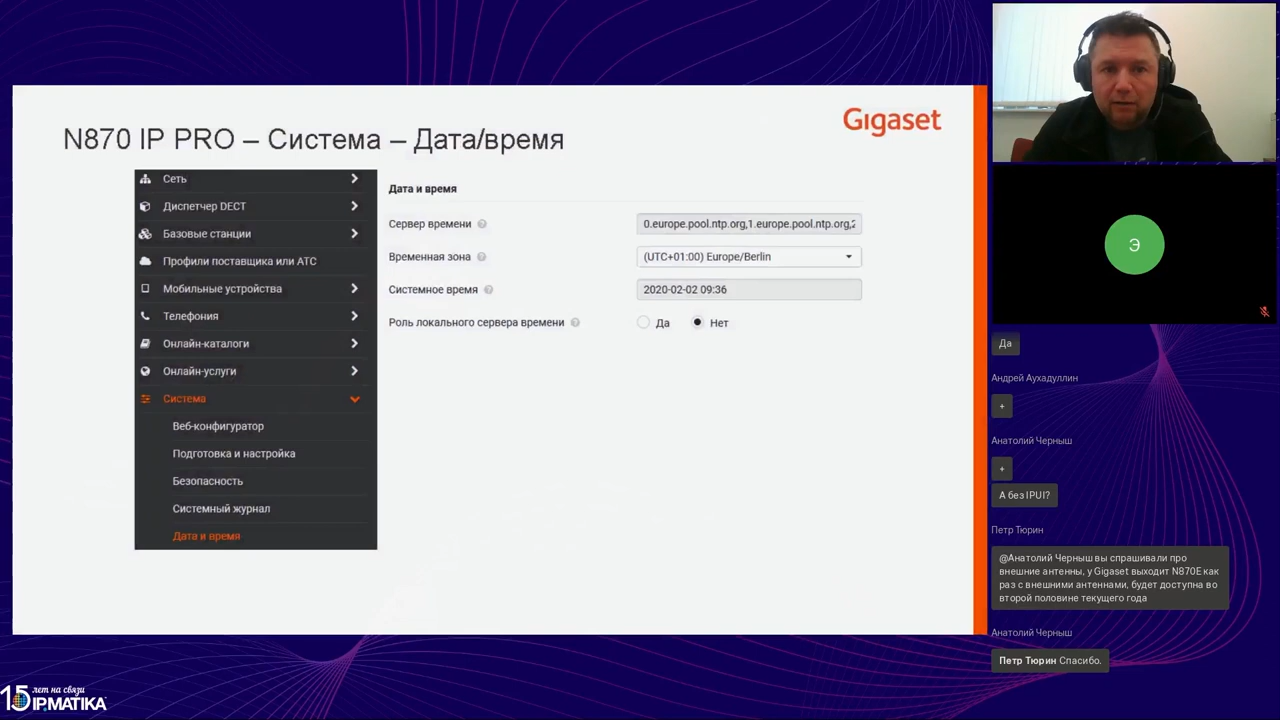 N870 IP PRO – Система – Дата/время
Gigaset
Сеть
Диспетчер DECT
Базовые станции
Профили поставщика или АТС
Мобильные устройства
Телефония
Онлайн-каталоги
Онлайн-услуги
Система
Веб-конфигуратор
Подготовка и настройка
Безопасность
Системный журнал
Дата и время
Дата и время
Сервер времени
0.europe.pool.ntp.org,1.europe.pool.ntp.org,2
Временная зона
(UTC+01:00) Europe/Berlin
Системное время
2020-02-02 09:36
Роль локального сервера времени
Да
Нет
Э
Да
Андрей Аухадуллин
+
Анатолий Черныш
+
А без IPUI?
Петр Тюрин
@Анатолий Черныш вы спрашивали про
внешние антенны, у Gigaset выходит N870E как
раз с внешними антеннами, будет доступна во
второй половине текущего года
Анатолий Черныш
Петр Тюрин Спасибо.
15 лет на связи
IPMATIKA